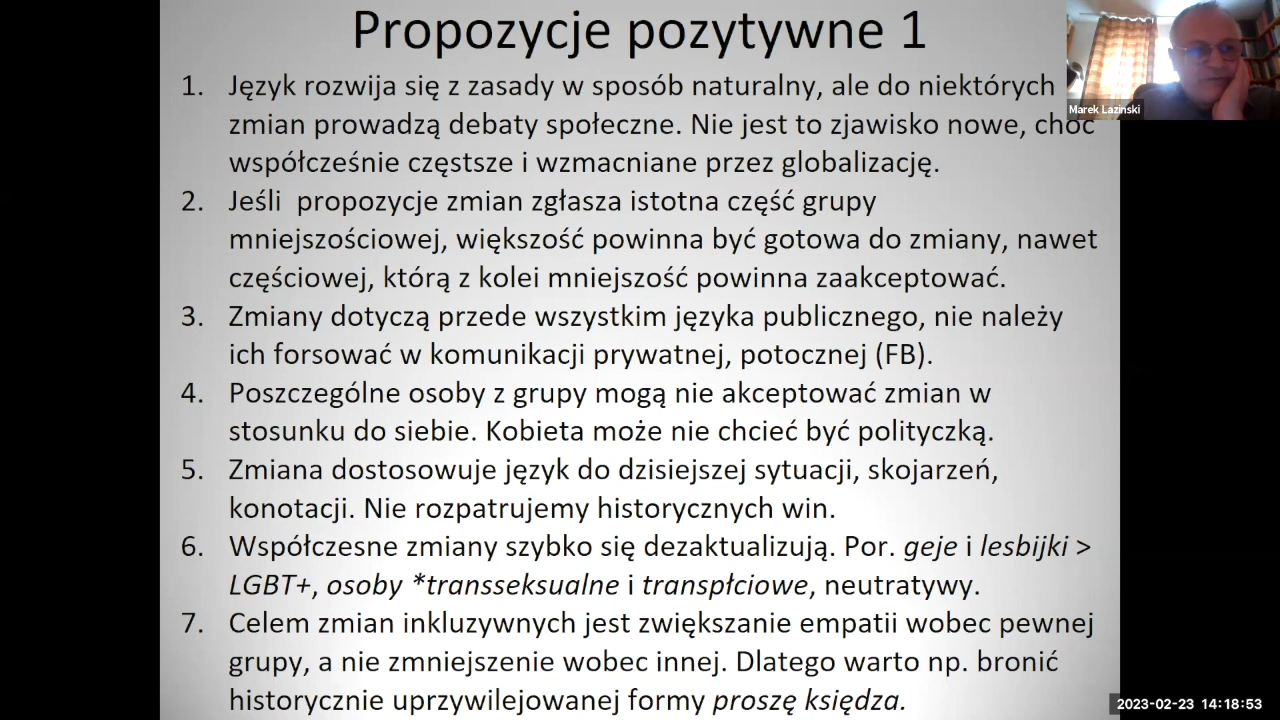 Propozycje pozytywne 1
1. Język rozwija się z zasady w sposób naturalny, ale do niektórych
zmian prowadzą debaty społeczne. Nie jest to zjawisko nowe, choć
współcześnie częstsze i wzmacniane przez globalizację.
2. Jeśli propozycje zmian zgłasza istotna część grupy
mniejszościowej, większość powinna być gotowa do zmiany, nawet
częściowej, którą z kolei mniejszość powinna zaakceptować.
3. Zmiany dotyczą przede wszystkim języka publicznego, nie należy
ich forsować w komunikacji prywatnej, potocznej (FB).
4. Poszczególne osoby z grupy mogą nie akceptować zmian w
stosunku do siebie. Kobieta może nie chcieć być polityczką.
5. Zmiana dostosowuje język do dzisiejszej sytuacji, skojarzeń,
konotacji. Nie rozpatrujemy historycznych win.
6. Współczesne zmiany szybko się dezaktualizują. Por. geje i lesbijki >
LGBT+, osoby *transseksualne i transpłciowe, neutratywy.
7. Celem zmian inkluzywnych jest zwiększanie empatii wobec pewnej
grupy, a nie zmniejszenie wobec innej. Dlatego warto np. bronić
historycznie uprzywilejowanej formy proszę księdza.
Marek Lazinski
2023-02-23 14:18:53